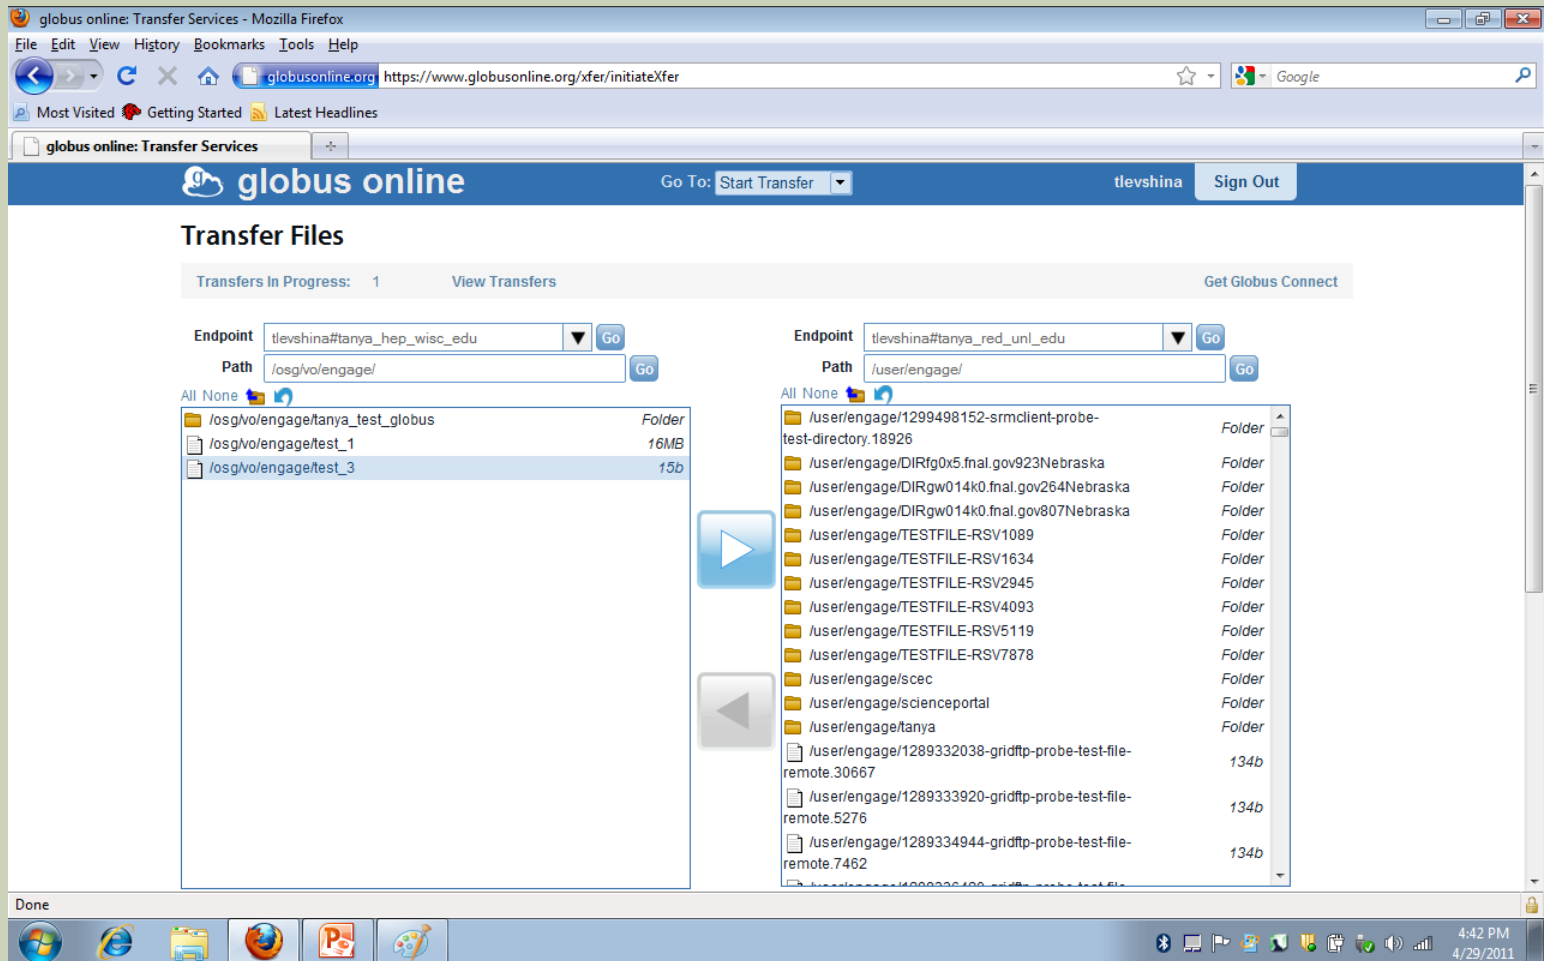 globus online: Transfer Services - Mozilla Firefox
File Edit View History Bookmarks Tools Help
globusonline.org https://www.globusonline.org/xfer/initiateXfer
Google
Most Visited Getting Started Latest Headlines
globus online: Transfer Services
globus online
Go To: Start Transfer
tlevshina Sign Out
Transfer Files
Transfers In Progress: 1 View Transfers Get Globus Connect
Endpoint tlevshina#tanya_hep_wisc_edu Go
Path /osg/vo/engage/ Go
All None
/osg/vo/engage/tanya_test_globus Folder
/osg/vo/engage/test_1 16MB
/osg/vo/engage/test_3 15b
Endpoint tlevshina#tanya_red_unl_edu Go
Path /user/engage/ Go
All None
/user/engage/1299498152-srmclient-probe-
test-directory.18926 Folder
/user/engage/DIRfg0x5.fnal.gov923Nebraska Folder
/user/engage/DIRgw014k0.fnal.gov264Nebraska Folder
/user/engage/DIRgw014k0.fnal.gov807Nebraska Folder
/user/engage/TESTFILE-RSV1089 Folder
/user/engage/TESTFILE-RSV1634 Folder
/user/engage/TESTFILE-RSV2945 Folder
/user/engage/TESTFILE-RSV4093 Folder
/user/engage/TESTFILE-RSV5119 Folder
/user/engage/TESTFILE-RSV7878 Folder
/user/engage/scec Folder
/user/engage/scienceportal Folder
/user/engage/tanya Folder
/user/engage/1289332038-gridftp-probe-test-file-
remote.30667 134b
/user/engage/1289333920-gridftp-probe-test-file-
remote.5276 134b
/user/engage/1289334944-gridftp-probe-test-file-
remote.7462 134b
Done
4:42 PM
4/29/2011